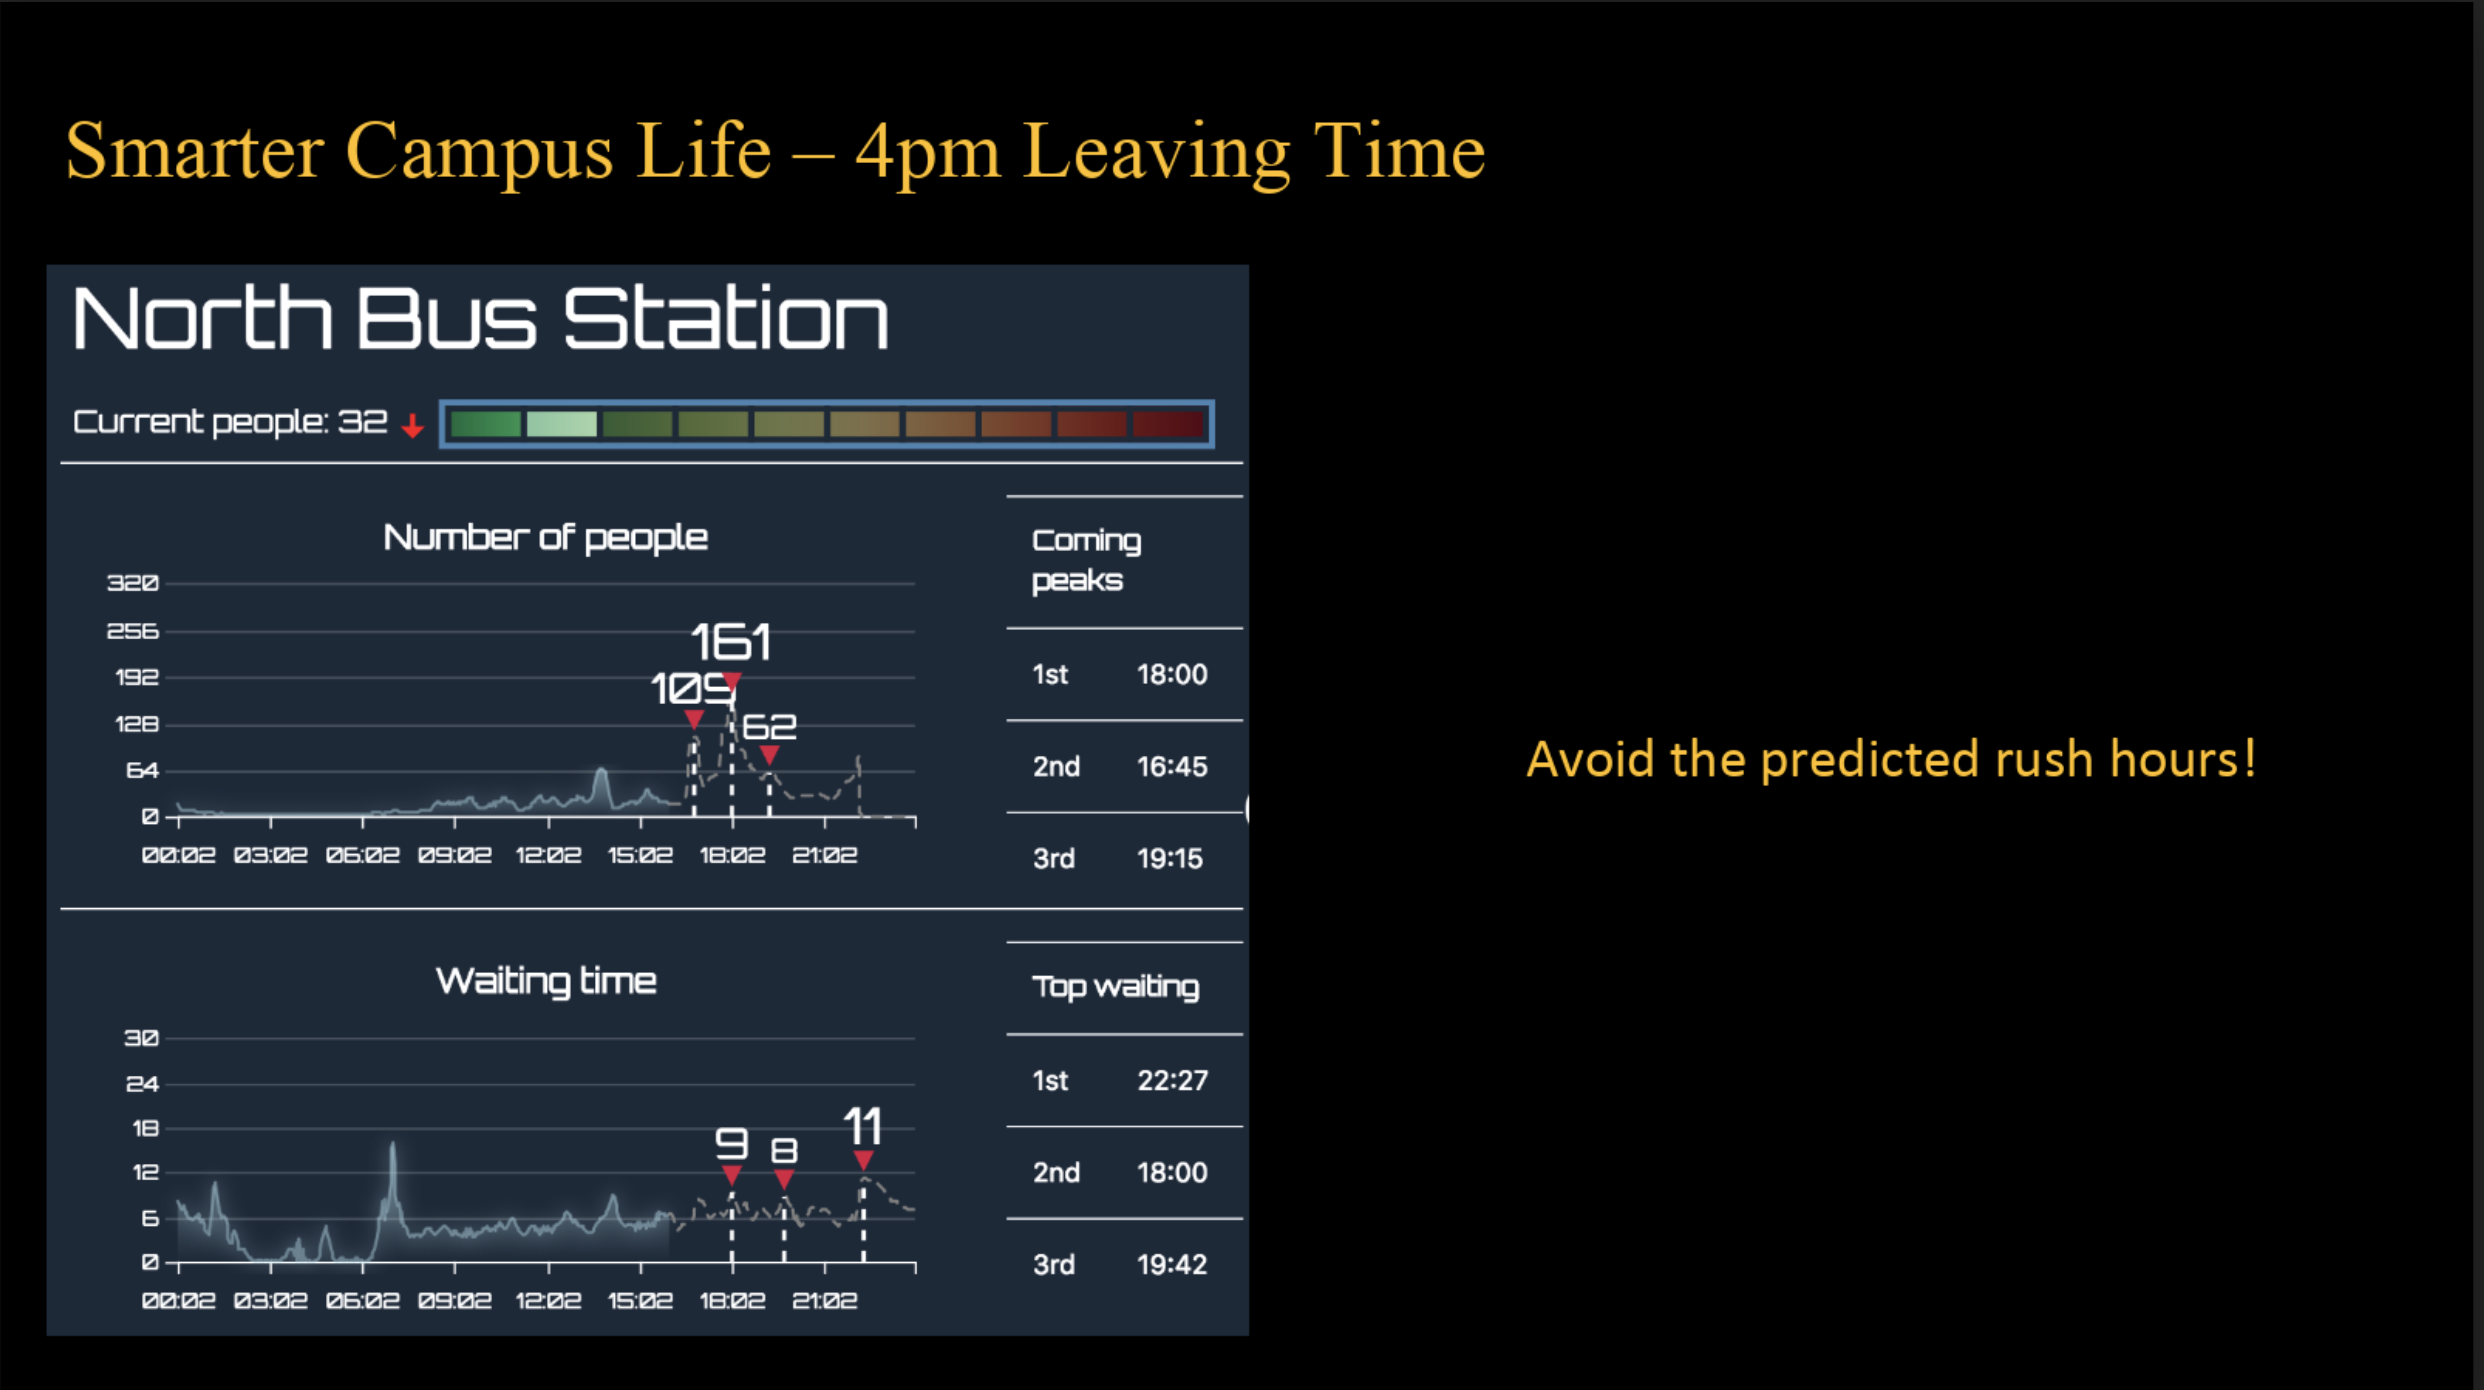 Smarter Campus Life – 4pm Leaving Time
North Bus Station
Current people: 32
Number of people
320
256
192
128
64
0
161
109
62
00:02 03:02 06:02 09:02 12:02 15:02 18:02 21:02
Coming
peaks
1st 18:00
2nd 16:45
3rd 19:15
Waiting time
30
24
18
12
6
0
9 8 11
00:02 03:02 06:02 09:02 12:02 15:02 18:02 21:02
Top waiting
1st 22:27
2nd 18:00
3rd 19:42
Avoid the predicted rush hours!